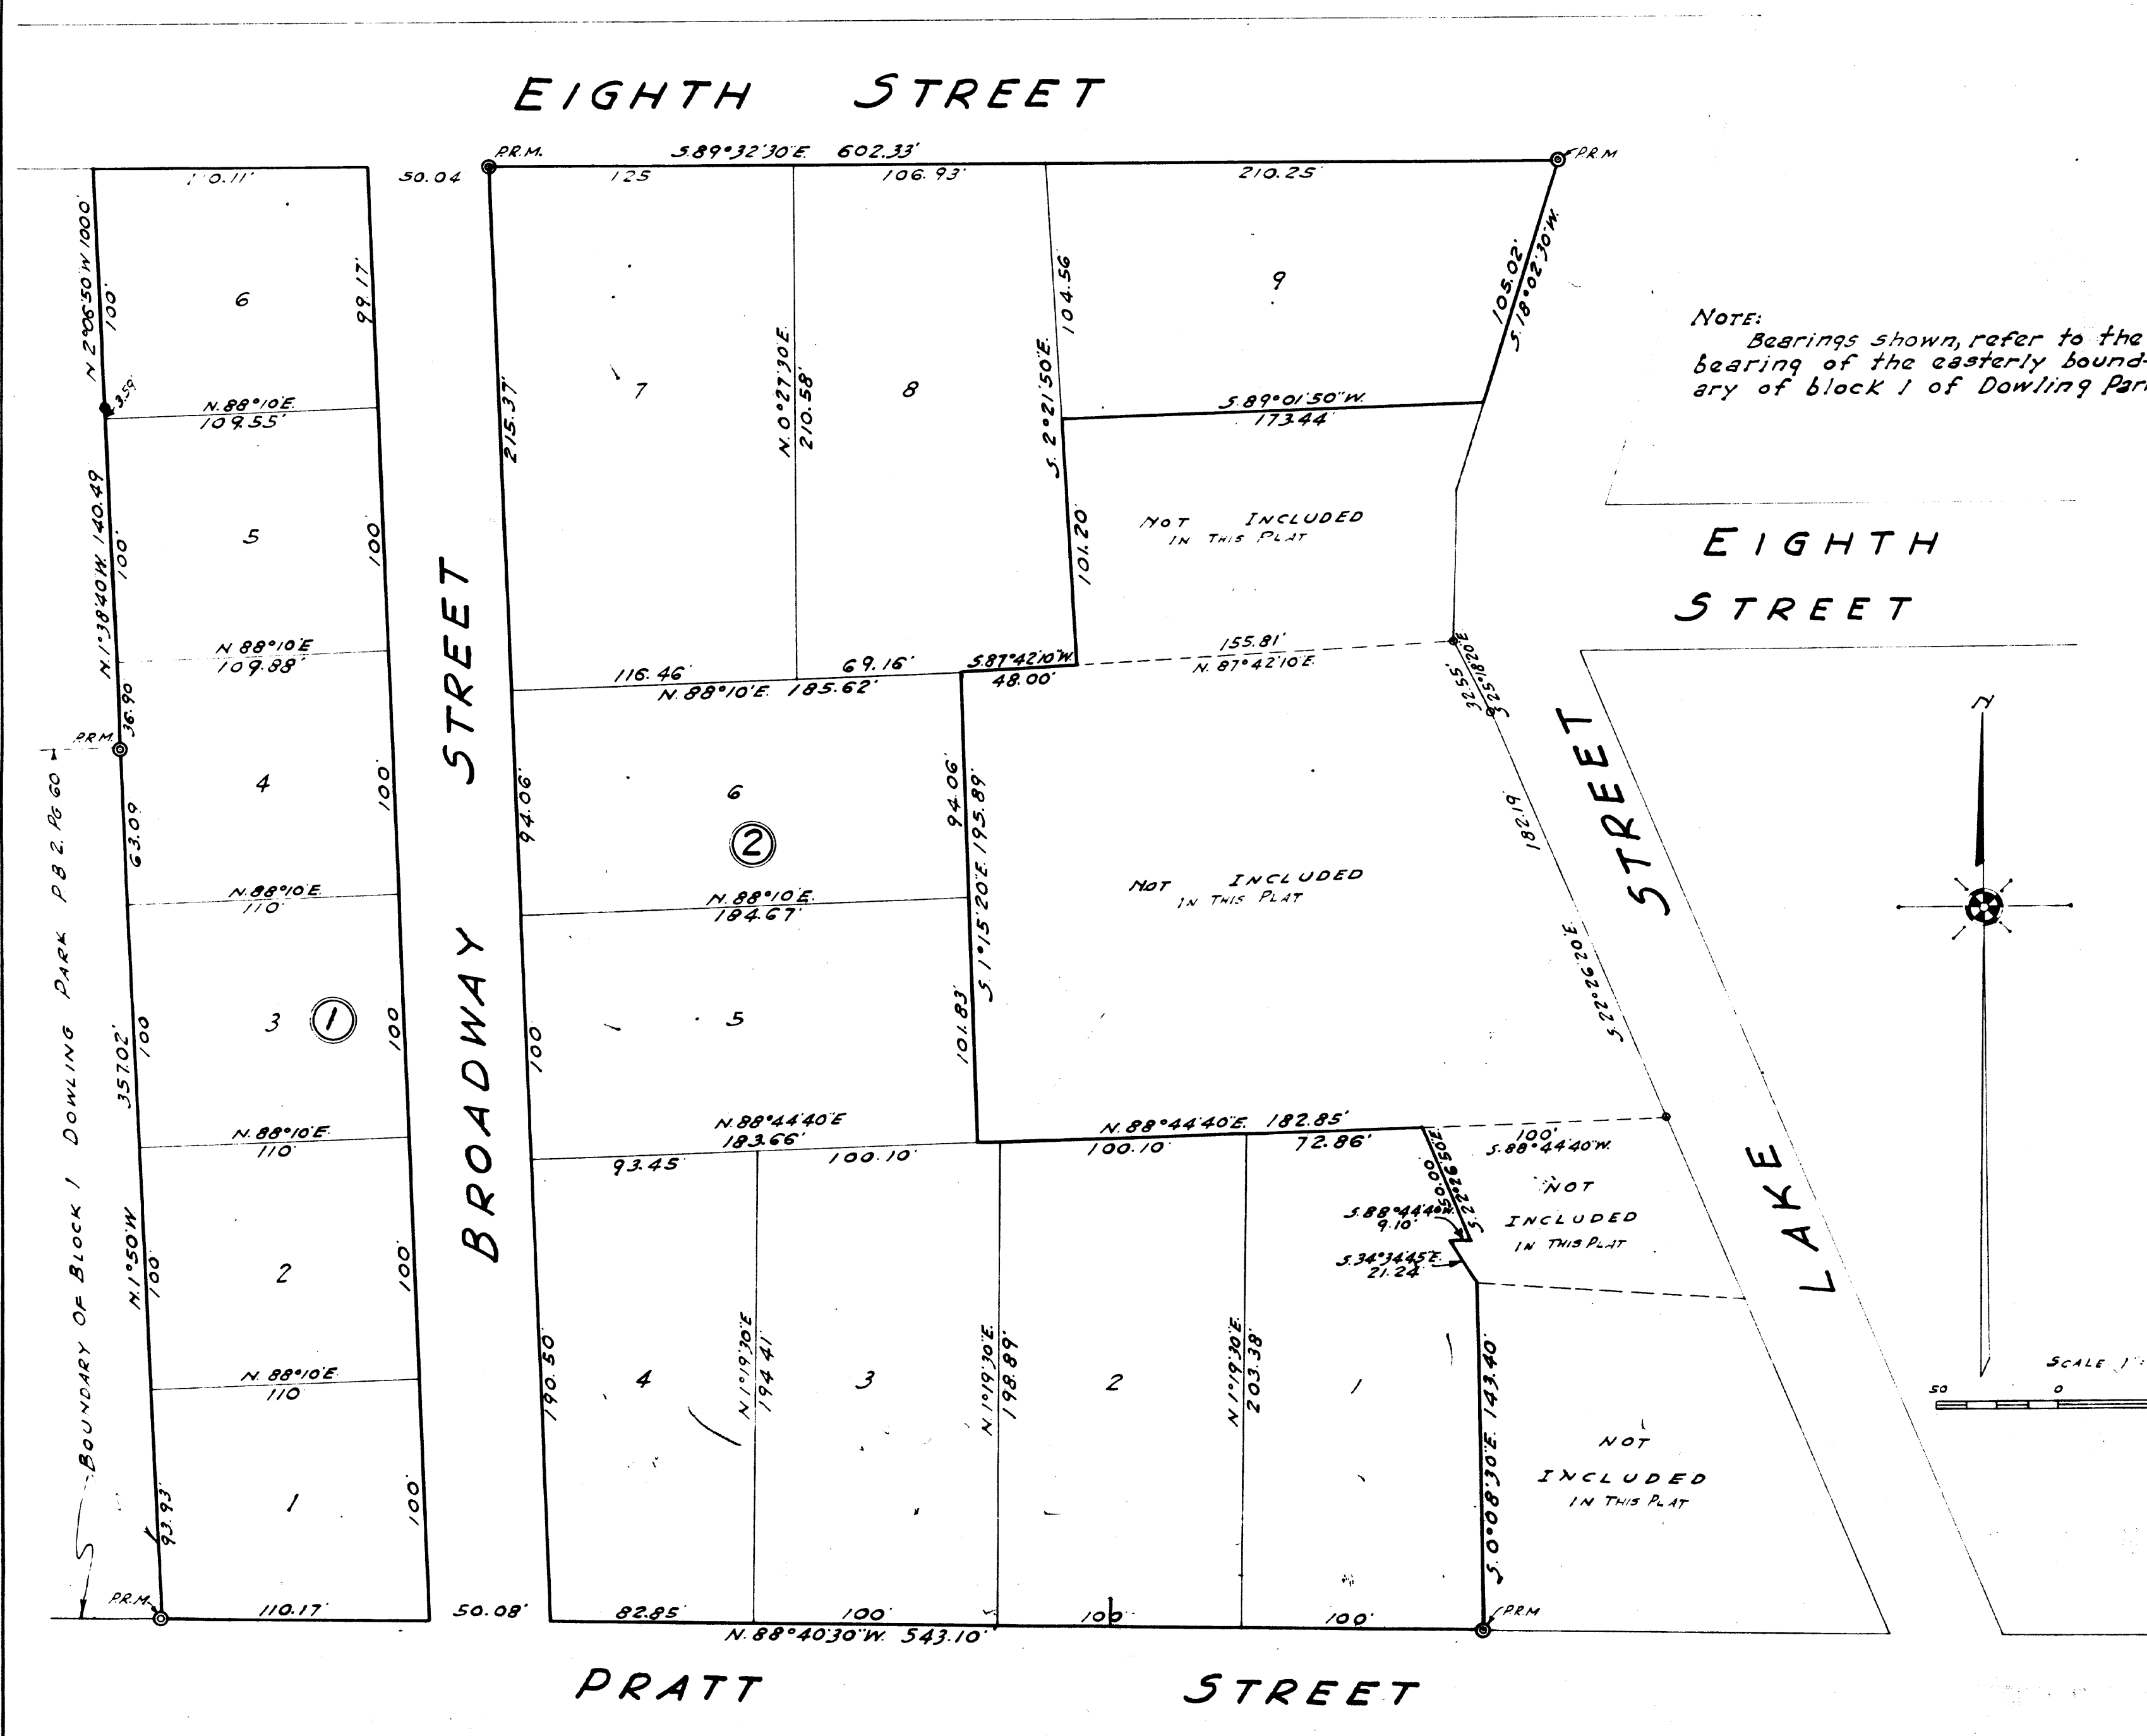 EIGHTH STREET
P.R.M.
S.89°32'30"E. 602.33'
P.R.M
50.04
125
106.93'
210.25'
N 2°06'50"W 100.0'
100'
6
99.17'
3.59'
N.88°10'E.
109.55'
215.37'
7
N.0°27'30"E.
210.58'
8
S. 2°21'50"E.
104.56'
9
105.02'
S.18°02'30"W.
S.89°01'50"W.
173.44'
NOTE:
Bearings shown, refer to the
bearing of the easterly bound-
ary of block 1 of Dowling
N.1°38'40"W. 140.49
100'
5
100'
N 88°10'E
109.88'
101.20'
NOT INCLUDED
IN THIS PLAT
EIGHTH
STREET
36.90'
P.R.M.
116.46'
69.16'
N.88°10'E. 185.62'
S.87°42'10"W.
48.00'
155.81'
N.87°42'10"E.
32.55'
S.25°18'20"E.
N
63.09
4
100'
94.06'
6
2
94.06'
S 1°15'20"E. 195.89'
182.19
S.22°26'20"E.
LAKE STREET
NOT INCLUDED
IN THIS PLAT
N.88°10'E.
110'
N.88°10'E.
184.67'
357.02'
100
3
1
100
BROADWAY STREET
100'
5
101.83'
N.88°10'E.
110'
N.88°44'40"E
183.66'
N.88°44'40"E. 182.85'
93.45'
100.10'
100.10'
72.86'
100'
S.88°44'40"W.
S.22°26'50"E.
50.00
S.88°44'40"W.
9.10'
S.34°34'45"E.
21.24'
NOT
INCLUDED
IN THIS PLAT
N.1°50'W.
100'
2
100'
N.88°10'E.
110'
190.50'
4
N 1°19'30"E
194.41'
3
N.1°19'30"E.
198.89'
2
N 1°19'30"E.
203.38'
1
S.0°08'30"E. 143.40'
SCALE 1":
50 0
NOT
INCLUDED
IN THIS PLAT
93.93'
1
100'
BOUNDARY OF BLOCK 1 DOWLING PARK PB 2. PG 60
P.R.M.
110.17'
50.08'
82.85'
100'
100'
100'
P.R.M
N.88°40'30"W. 543.10'
PRATT STREET